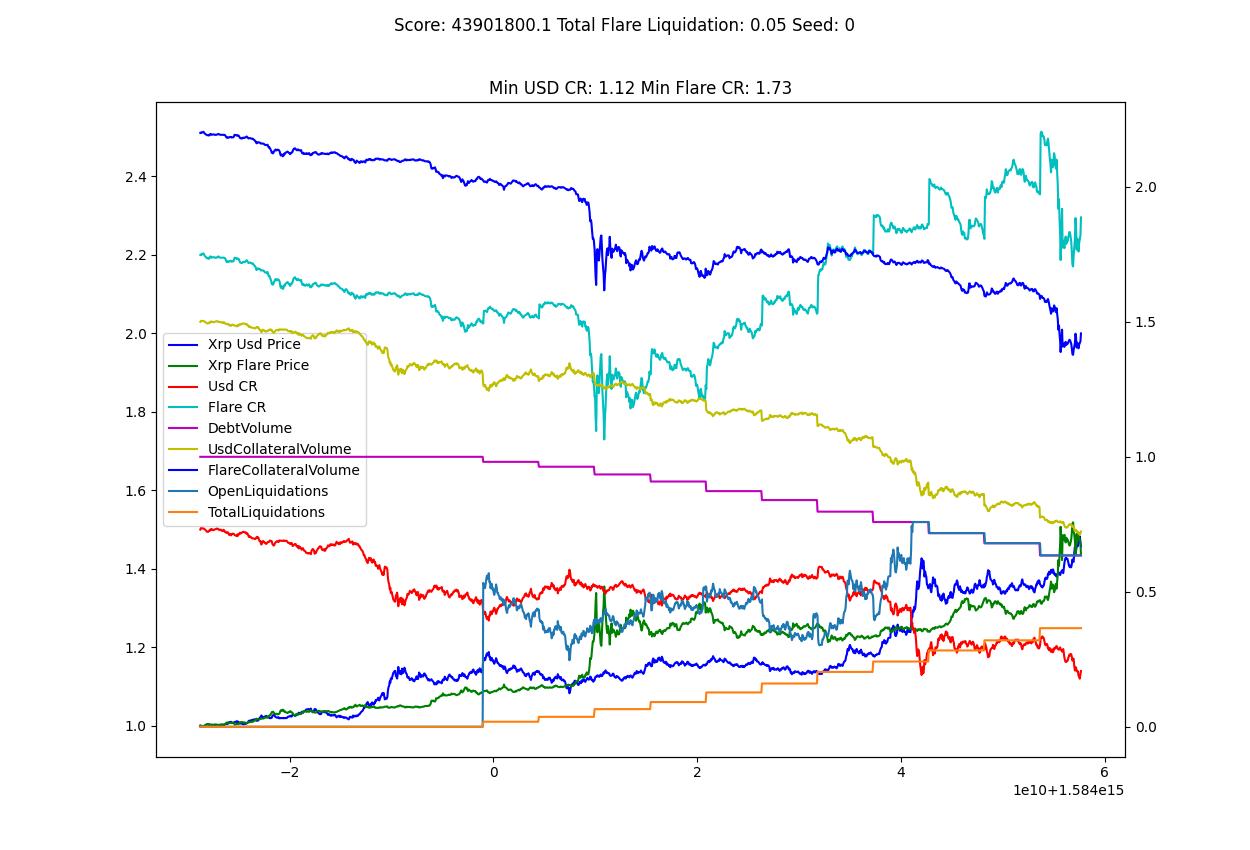 Score: 43901800.1 Total Flare Liquidation: 0.05 Seed: 0
Min USD CR: 1.12 Min Flare CR: 1.73
2.4
2.2
2.0
1.8
1.6
1.4
1.2
1.0
Xrp Usd Price
Xrp Flare Price
Usd CR
Flare CR
DebtVolume
UsdCollateralVolume
FlareCollateralVolume
OpenLiquidations
TotalLiquidations
2.0
1.5
1.0
0.5
0.0
−2 0 2 4 6
1e10+1.584e15